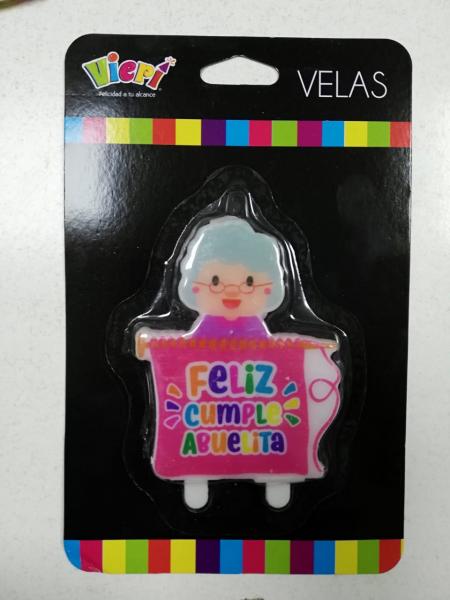 Viepi
Felicidad a tu alcance
VELAS
FELIZ
CUMPLE
ABUELITA